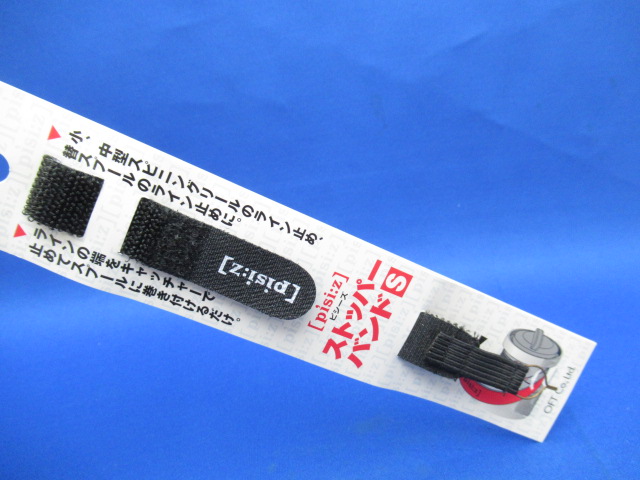 ▼小、中型スピニングリールのライン止め、
替スプールのライン止めに。
▼ラインの端をキャッチャーで
止めてスプールに巻き付けるだけ。
[pisi:z]
[pisi:z]
ピシーズ
ストッパー
バンド S
OFT Co., Ltd.